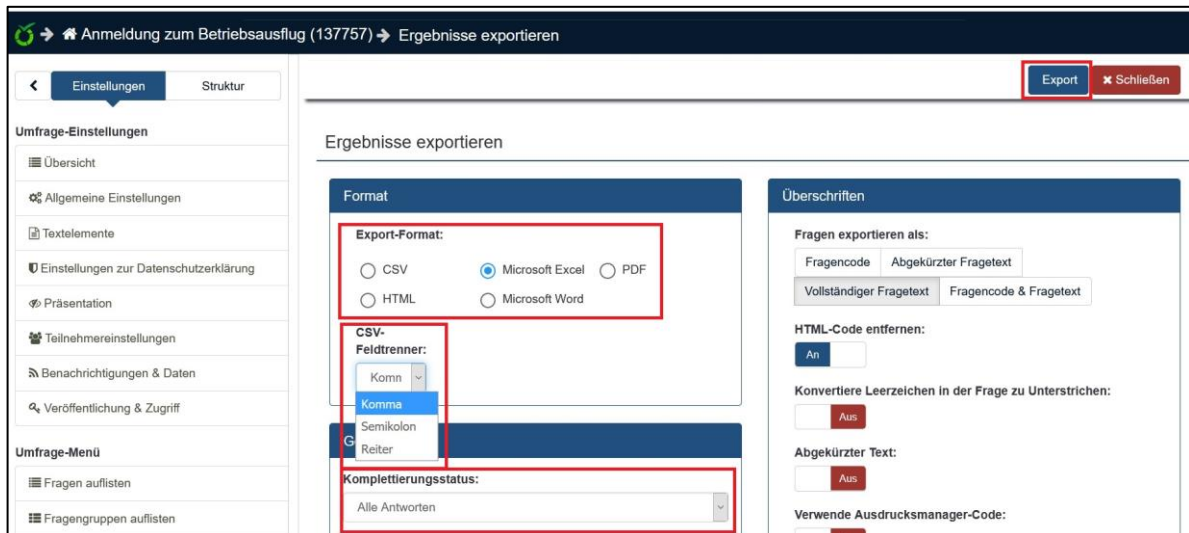 Anmeldung zum Betriebsausflug (137757) Ergebnisse exportieren
Einstellungen Struktur
Export Schließen
Umfrage-Einstellungen
Übersicht
Allgemeine Einstellungen
Textelemente
Einstellungen zur Datenschutzerklärung
Präsentation
Teilnehmereinstellungen
Benachrichtigungen & Daten
Veröffentlichung & Zugriff
Umfrage-Menü
Fragen auflisten
Fragengruppen auflisten
Ergebnisse exportieren
Format
Export-Format:
CSV Microsoft Excel PDF
HTML Microsoft Word
CSV-
Feldtrenner:
Komm
Komma
Semikolon
Reiter
Komplettierungsstatus:
Alle Antworten
Überschriften
Fragen exportieren als:
Fragencode Abgekürzter Fragetext
Vollständiger Fragetext Fragencode & Fragetext
HTML-Code entfernen:
An
Konvertiere Leerzeichen in der Frage zu Unterstrichen:
Aus
Abgekürzter Text:
Aus
Verwende Ausdrucksmanager-Code: